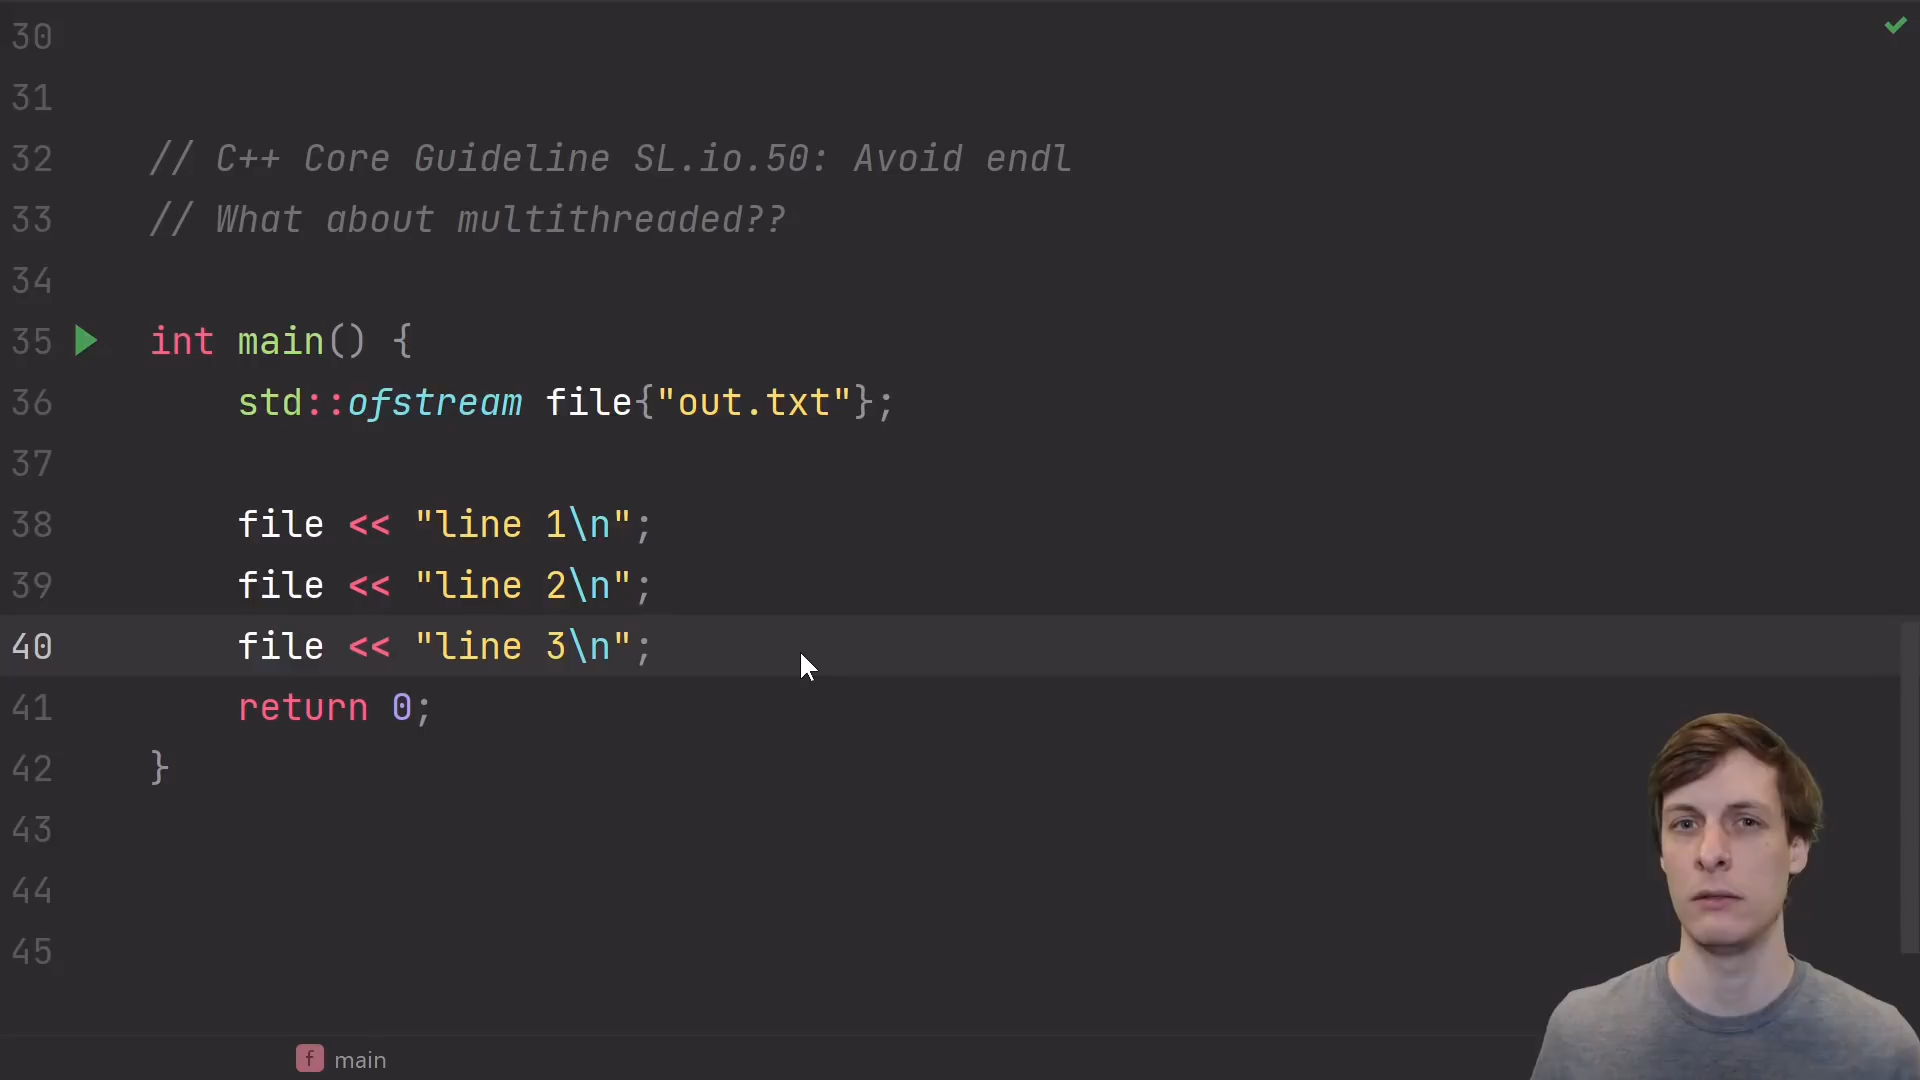 30
31
32 // C++ Core Guideline SL.io.50: Avoid endl
33 // What about multithreaded??
34
35 int main() {
36 std::ofstream file{"out.txt"};
37
38 file << "line 1\n";
39 file << "line 2\n";
40 file << "line 3\n";
41 return 0;
42 }
43
44
45
f main